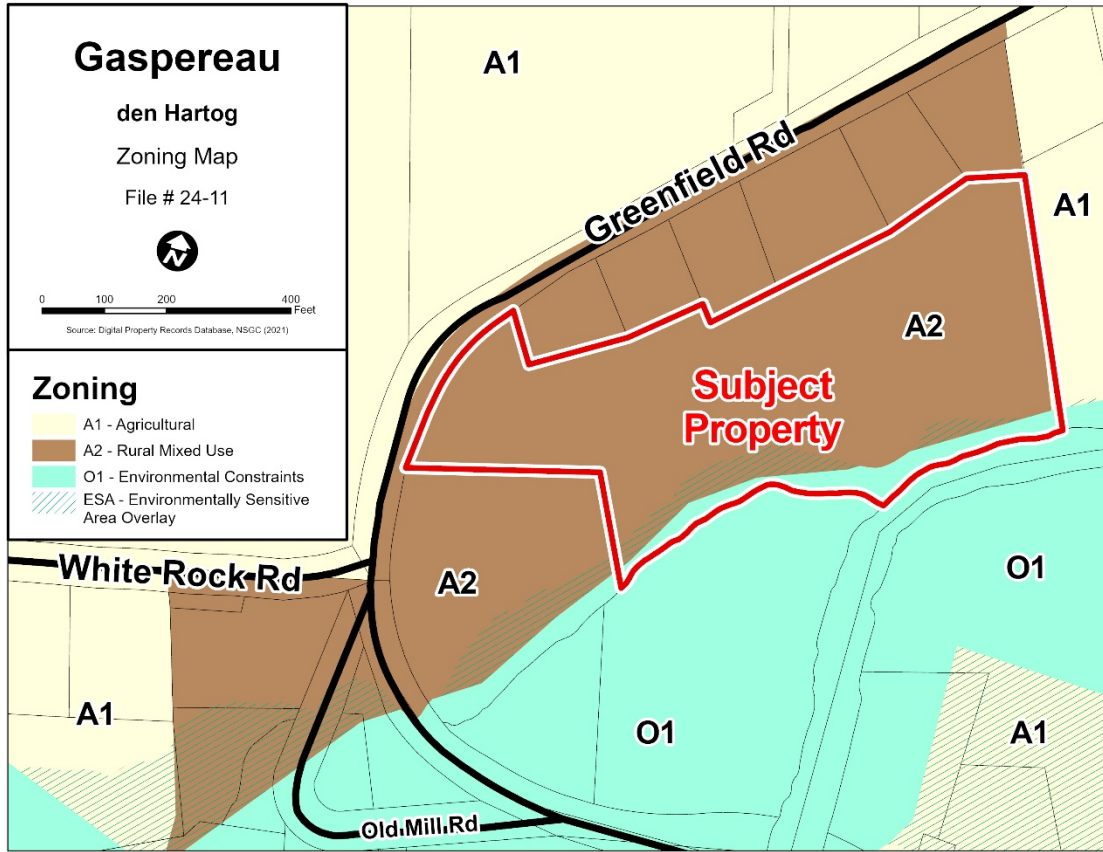 Gaspereau
den Hartog
Zoning Map
File # 24-11
N
0 100 200 400
Feet
Source: Digital Property Records Database, NSGC (2021)
Zoning
A1 - Agricultural
A2 - Rural Mixed Use
O1 - Environmental Constraints
ESA - Environmentally Sensitive
Area Overlay
A1
Greenfield Rd
A1
A2
Subject
Property
White Rock Rd
A2
O1
A1
O1
A1
Old Mill Rd